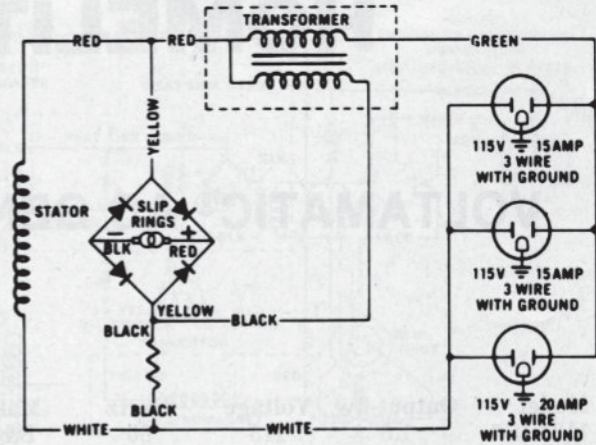 TRANSFORMER
RED
RED
GREEN
YELLOW
115V 15AMP
3 WIRE
WITH GROUND
STATOR
SLIP
RINGS
− +
BLK
RED
115V 15AMP
3 WIRE
WITH GROUND
YELLOW
BLACK
BLACK
BLACK
WHITE
WHITE
115V 20AMP
3 WIRE
WITH GROUND